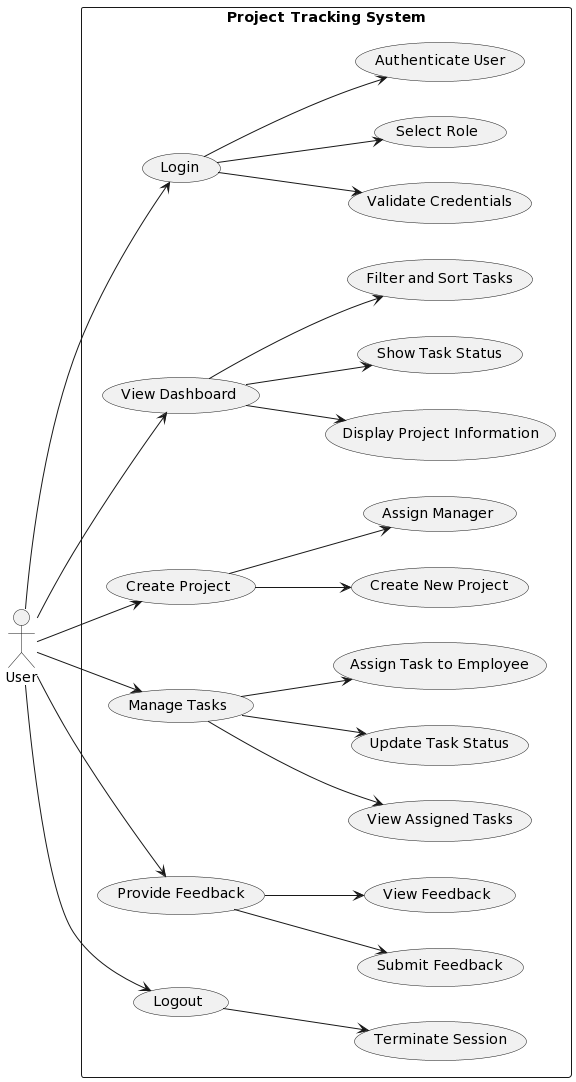 Project Tracking System
Authenticate User
Select Role
Login
Validate Credentials
Filter and Sort Tasks
Show Task Status
View Dashboard
Display Project Information
Assign Manager
Create Project
Create New Project
Assign Task to Employee
User
Manage Tasks
Update Task Status
View Assigned Tasks
Provide Feedback
View Feedback
Submit Feedback
Logout
Terminate Session